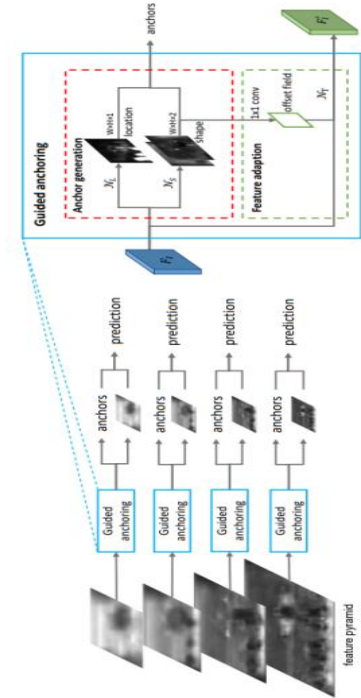 feature pyramid
Guided
anchoring
anchors
prediction
Guided
anchoring
anchors
prediction
Guided
anchoring
anchors
prediction
Guided
anchoring
anchors
prediction
Guided anchoring
Anchor generation
F_I
N_L
W×H×1
location
N_S
W×H×2
shape
anchors
Feature adaption
1x1 conv
offset field
N_T
F_I'